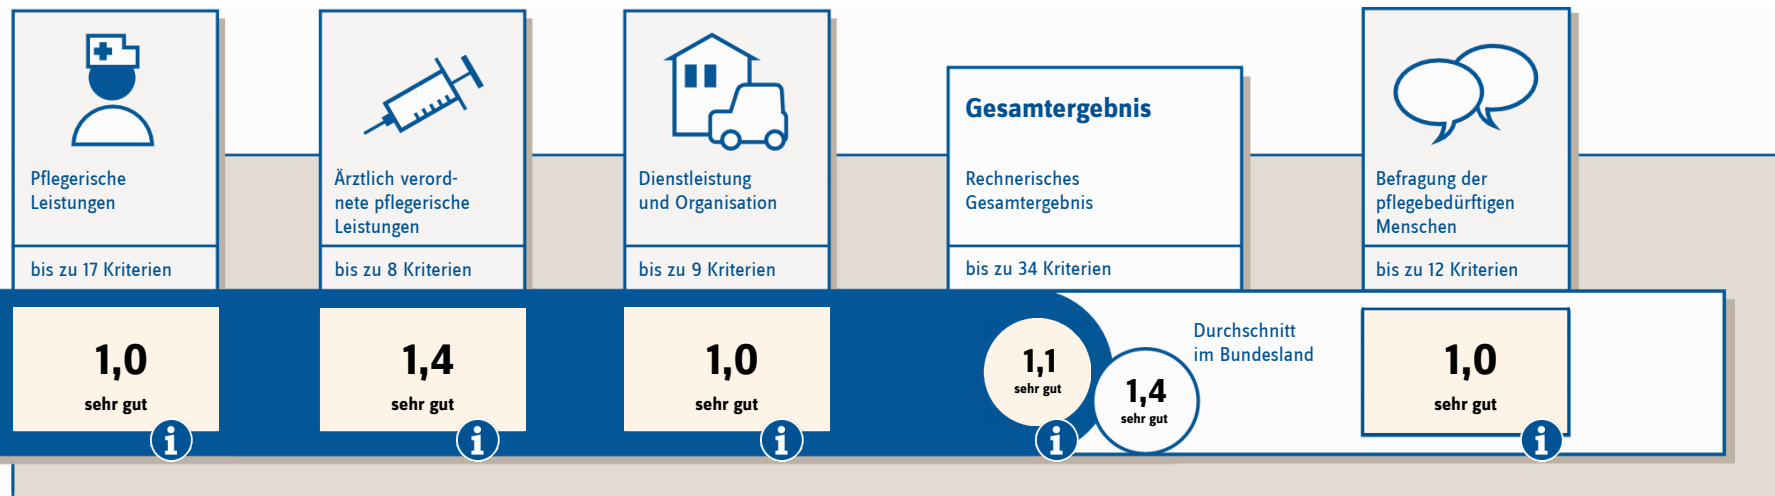 Pflegerische
Leistungen
bis zu 17 Kriterien
1,0
sehr gut
i
Ärztlich verord-
nete pflegerische
Leistungen
bis zu 8 Kriterien
1,4
sehr gut
i
Dienstleistung
und Organisation
bis zu 9 Kriterien
1,0
sehr gut
i
Gesamtergebnis
Rechnerisches
Gesamtergebnis
bis zu 34 Kriterien
1,1
sehr gut
i
1,4
sehr gut
Durchschnitt
im Bundesland
Befragung der
pflegebedürftigen
Menschen
bis zu 12 Kriterien
1,0
sehr gut
i